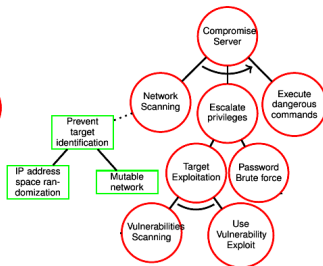 Compromise
Server
Network
Scanning
Escalate
privileges
Execute
dangerous
commands
Prevent
target
identification
IP address
space ran-
domization
Mutable
network
Target
Exploitation
Password
Brute force
Vulnerabilities
Scanning
Use
Vulnerability
Exploit